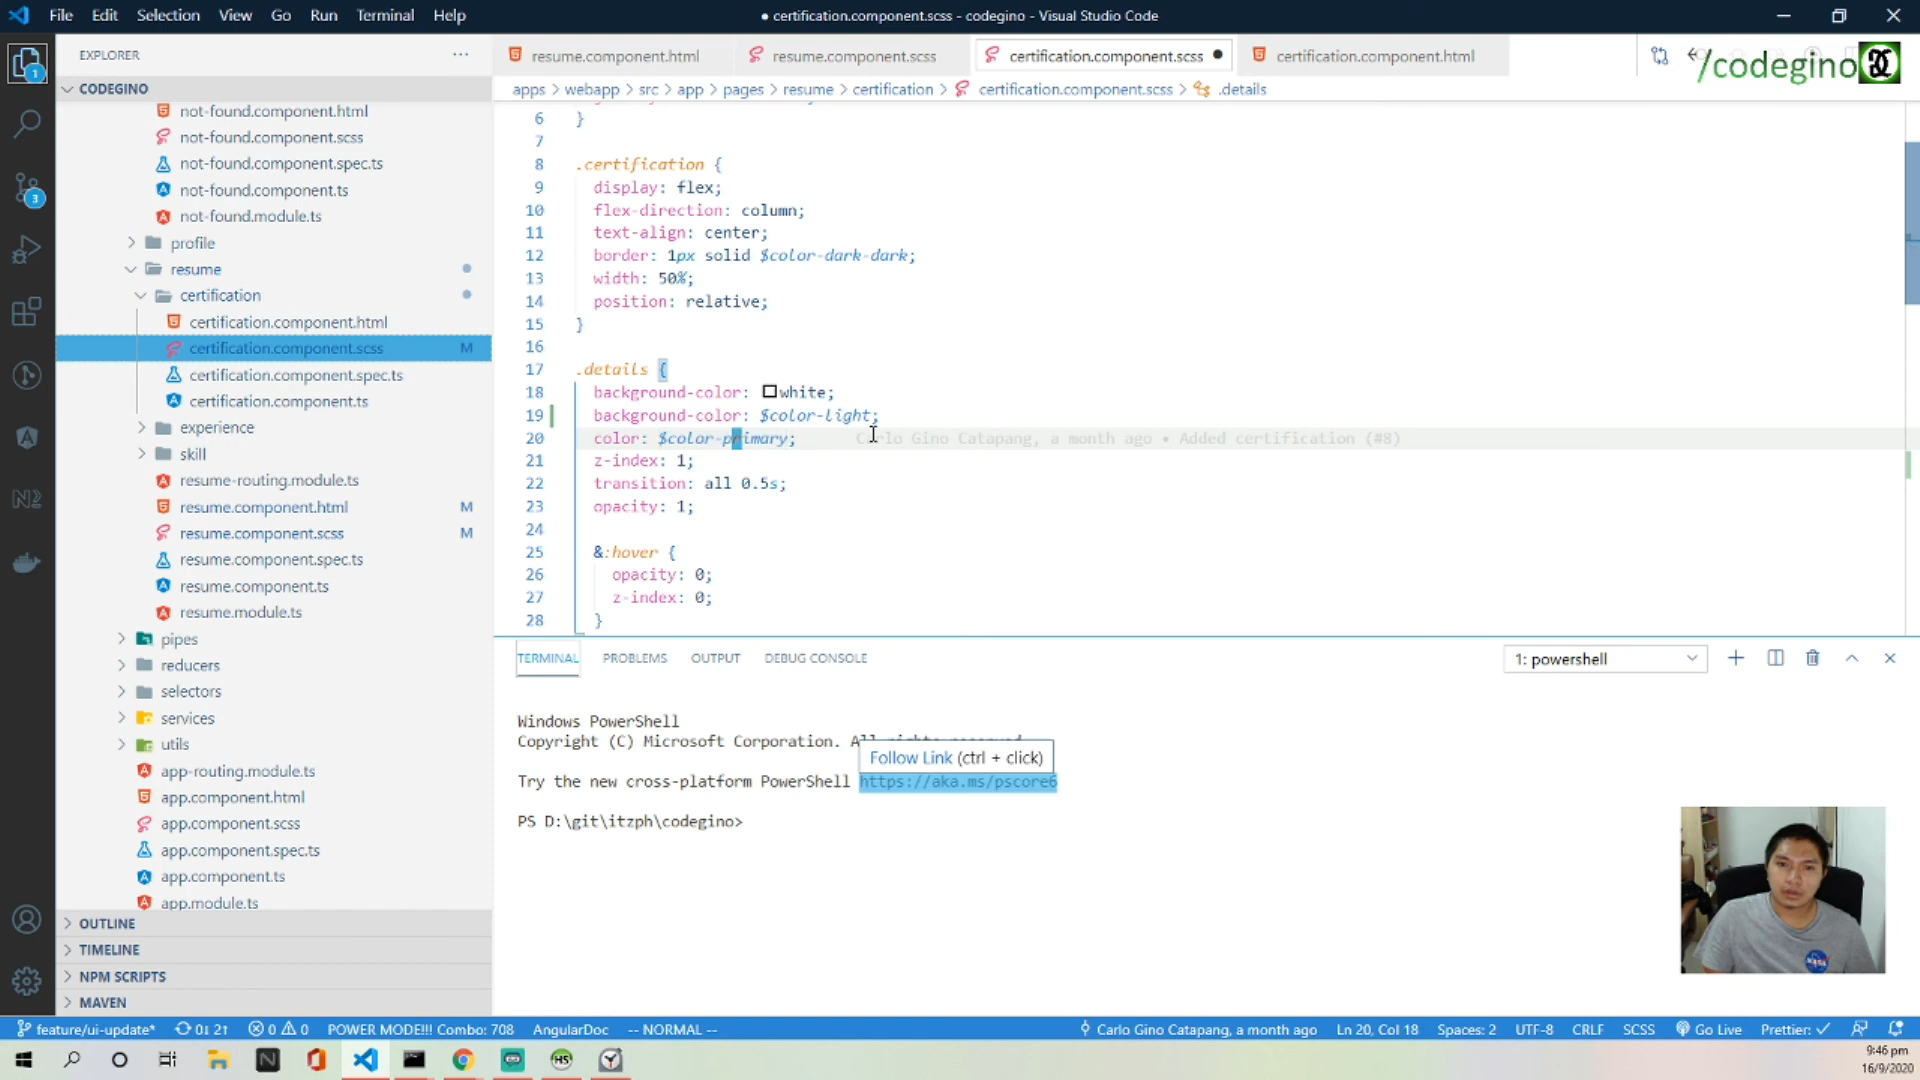 File Edit Selection View Go Run Terminal Help
● certification.component.scss - codegino - Visual Studio Code
EXPLORER
CODEGINO
not-found.component.html
not-found.component.scss
not-found.component.spec.ts
not-found.component.ts
not-found.module.ts
profile
resume
certification
certification.component.html
certification.component.scss M
certification.component.spec.ts
certification.component.ts
experience
skill
resume-routing.module.ts
resume.component.html M
resume.component.scss M
resume.component.spec.ts
resume.component.ts
resume.module.ts
pipes
reducers
selectors
services
utils
app-routing.module.ts
app.component.html
app.component.scss
app.component.spec.ts
app.component.ts
app.module.ts
OUTLINE
TIMELINE
NPM SCRIPTS
MAVEN
1
3
resume.component.html resume.component.scss certification.component.scss certification.component.html
/codegino
apps > webapp > src > app > pages > resume > certification > certification.component.scss > .details
6 }
7
8 .certification {
9 display: flex;
10 flex-direction: column;
11 text-align: center;
12 border: 1px solid $color-dark-dark;
13 width: 50%;
14 position: relative;
15 }
16
17 .details {
18 background-color: white;
19 background-color: $color-light;
20 color: $color-primary; Carlo Gino Catapang, a month ago • Added certification (#8)
21 z-index: 1;
22 transition: all 0.5s;
23 opacity: 1;
24
25 &:hover {
26 opacity: 0;
27 z-index: 0;
28 }
TERMINAL PROBLEMS OUTPUT DEBUG CONSOLE 1: powershell
Windows PowerShell
Copyright (C) Microsoft Corporation. All rights reserved.
Follow Link (ctrl + click)
Try the new cross-platform PowerShell https://aka.ms/pscore6
PS D:\git\itzph\codegino>
NASA
feature/ui-update* 0↓ 2↑ 0 0 POWER MODE!!! Combo: 708 AngularDoc -- NORMAL -- Carlo Gino Catapang, a month ago Ln 20, Col 18 Spaces: 2 UTF-8 CRLF SCSS Go Live Prettier: ✓
9:46 pm
16/9/2020